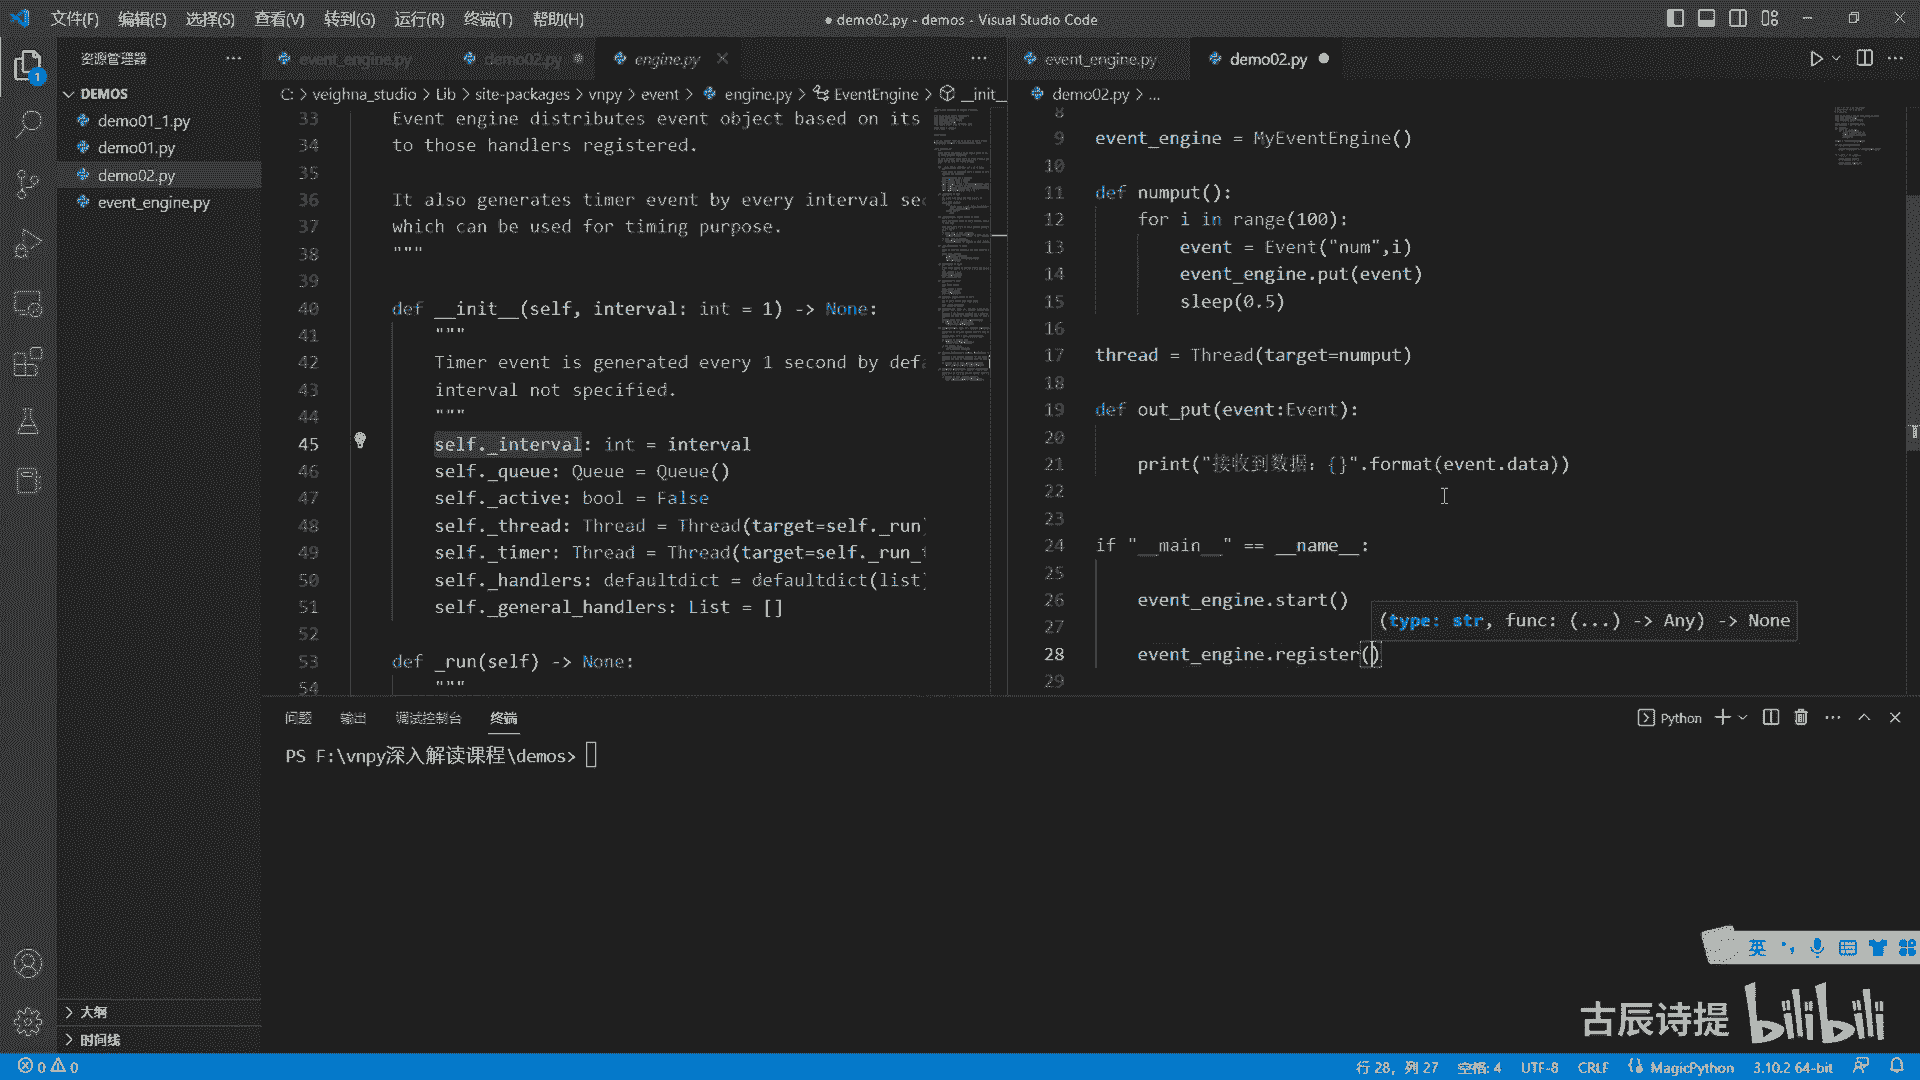 文件(F) 编辑(E) 选择(S) 查看(V) 转到(G) 运行(R) 终端(T) 帮助(H)
● demo02.py - demos - Visual Studio Code
资源管理器
1
DEMOS
demo01_1.py
demo01.py
demo02.py
event_engine.py
大纲
时间线
event_engine.py demo02.py engine.py
C: > veighna_studio > Lib > site-packages > vnpy > event > engine.py > EventEngine > __init_
33 Event engine distributes event object based on its
34 to those handlers registered.
35
36 It also generates timer event by every interval sec
37 which can be used for timing purpose.
38 """
39
40 def __init__(self, interval: int = 1) -> None:
41 """
42 Timer event is generated every 1 second by defa
43 interval not specified.
44 """
45 self._interval: int = interval
46 self._queue: Queue = Queue()
47 self._active: bool = False
48 self._thread: Thread = Thread(target=self._run)
49 self._timer: Thread = Thread(target=self._run_t
50 self._handlers: defaultdict = defaultdict(list)
51 self._general_handlers: List = []
52
53 def _run(self) -> None:
54 """
event_engine.py demo02.py ●
demo02.py > ...
8
9 event_engine = MyEventEngine()
10
11 def numput():
12 for i in range(100):
13 event = Event("num",i)
14 event_engine.put(event)
15 sleep(0.5)
16
17 thread = Thread(target=numput)
18
19 def out_put(event:Event):
20
21 print("接收到数据：{}".format(event.data))
22
23
24 if "__main__" == __name__:
25
26 event_engine.start()
27
(type: str, func: (...) -> Any) -> None
28 event_engine.register()
29
问题 输出 调试控制台 终端
Python
PS F:\vnpy深入解读课程\demos>
英
古辰诗提 bilibili
0 0
行 28，列 27 空格: 4 UTF-8 CRLF MagicPython 3.10.2 64-bit